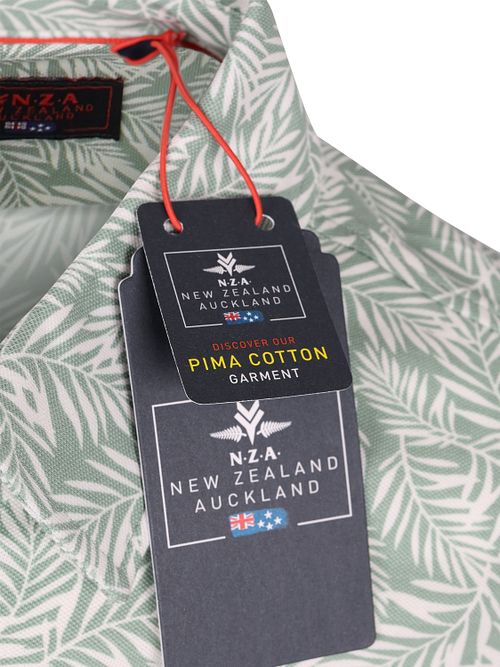 N·Z·A
NEW ZEALAND
AUCKLAND
N.Z.A.
NEW ZEALAND
AUCKLAND
DISCOVER OUR
PIMA COTTON
GARMENT
N·Z·A·
NEW ZEALAND
AUCKLAND